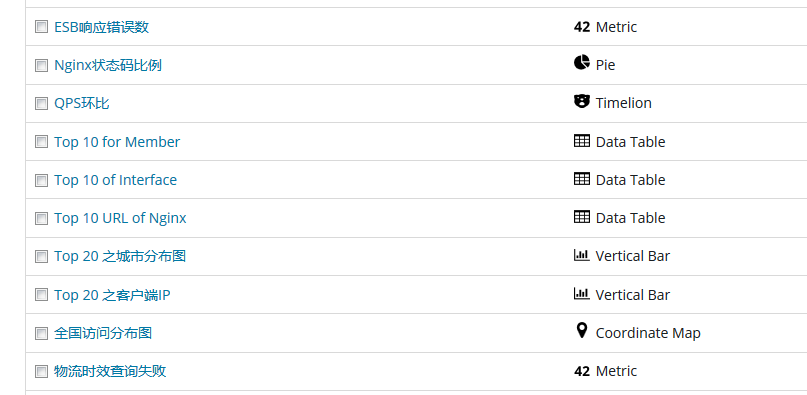 ESB响应错误数 42 Metric
Nginx状态码比例 Pie
QPS环比 Timelion
Top 10 for Member Data Table
Top 10 of Interface Data Table
Top 10 URL of Nginx Data Table
Top 20 之城市分布图 Vertical Bar
Top 20 之客户端IP Vertical Bar
全国访问分布图 Coordinate Map
物流时效查询失败 42 Metric